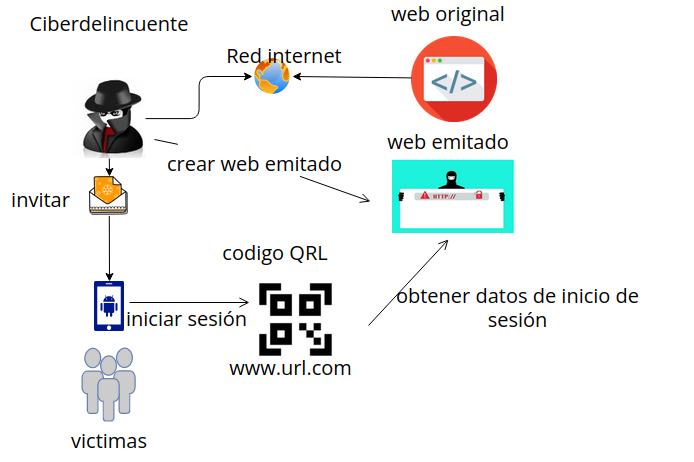 Ciberdelincuente
web original
Red internet
web emitado
crear web emitado
HTTP://
invitar
codigo QRL
obtener datos de inicio de
sesión
iniciar sesión
www.url.com
victimas